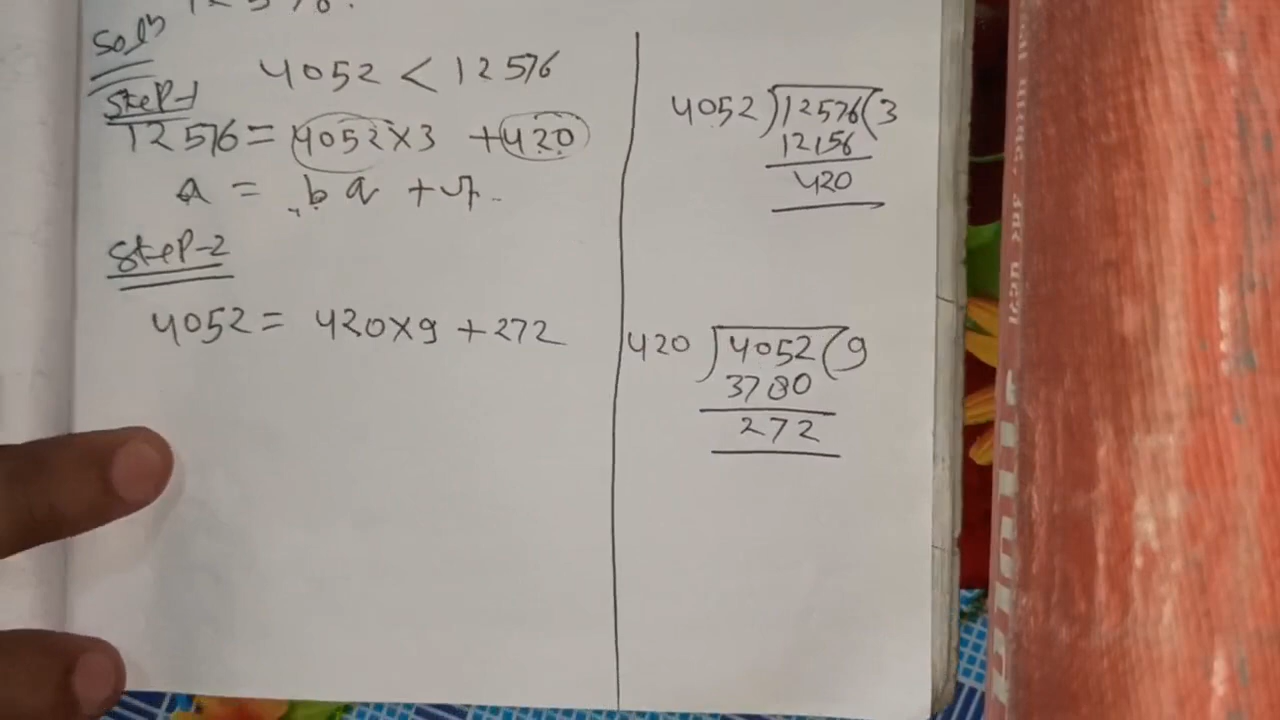 12576.
Solⁿ
4052 < 12576
Step-1
12576 = 4052×3 + 420
a = bq + r.
Step-2
4052 = 420×9 + 272
4052)12576(3
12156
420
420)4052(9
3780
272